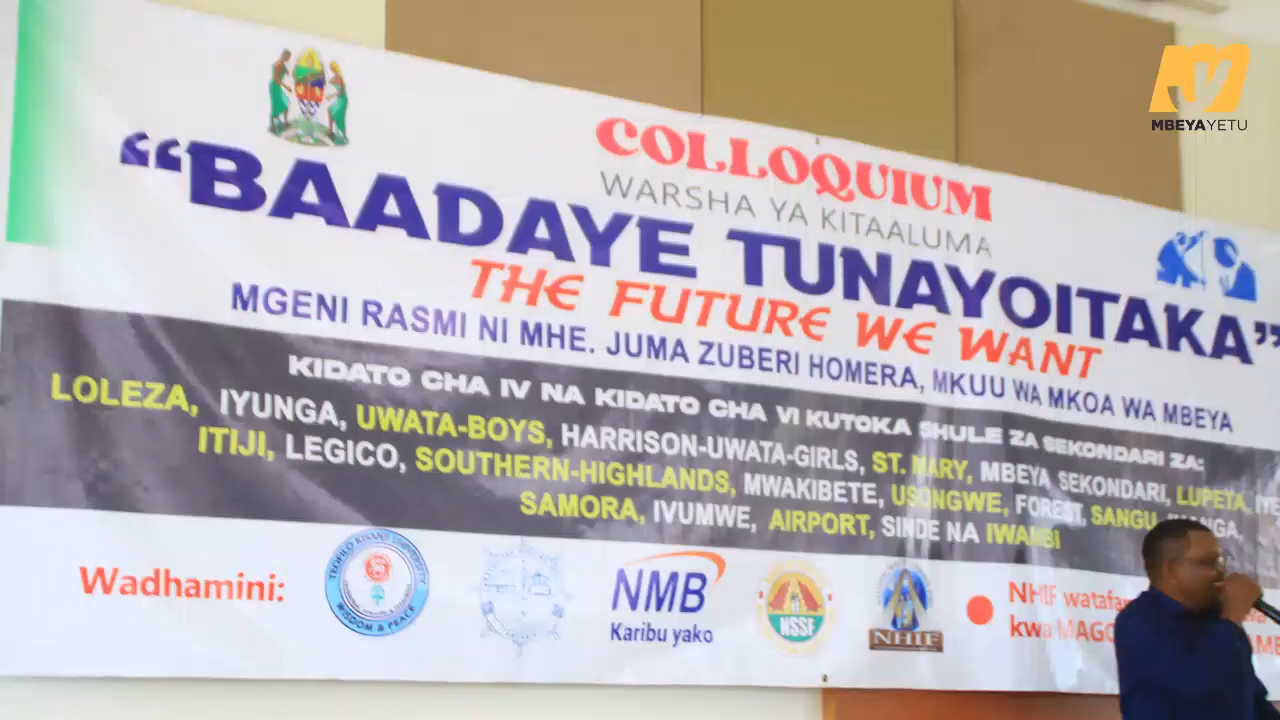 MBEYAYETU
COLLOQUIUM
WARSHA YA KITAALUMA
“BAADAYE TUNAYOITAKA”
THE FUTURE WE WANT
MGENI RASMI NI MHE. JUMA ZUBERI HOMERA, MKUU WA MKOA WA MBEYA
KIDATO CHA IV NA KIDATO CHA VI KUTOKA SHULE ZA SEKONDARI ZA:
LOLEZA, IYUNGA, UWATA-BOYS, HARRISON-UWATA-GIRLS, ST. MARY, MBEYA SEKONDARI, LUPETA,
ITIJI, LEGICO, SOUTHERN-HIGHLANDS, MWAKIBETE, USONGWE, FOREST, SANGU,
SAMORA, IVUMWE, AIRPORT, SINDE NA IWAMBI
Wadhamini:
TEOFILO KISANJI UNIVERSITY
WISDOM & PEACE
NMB
Karibu yako
NSSF
NHIF
NHIF
kwa